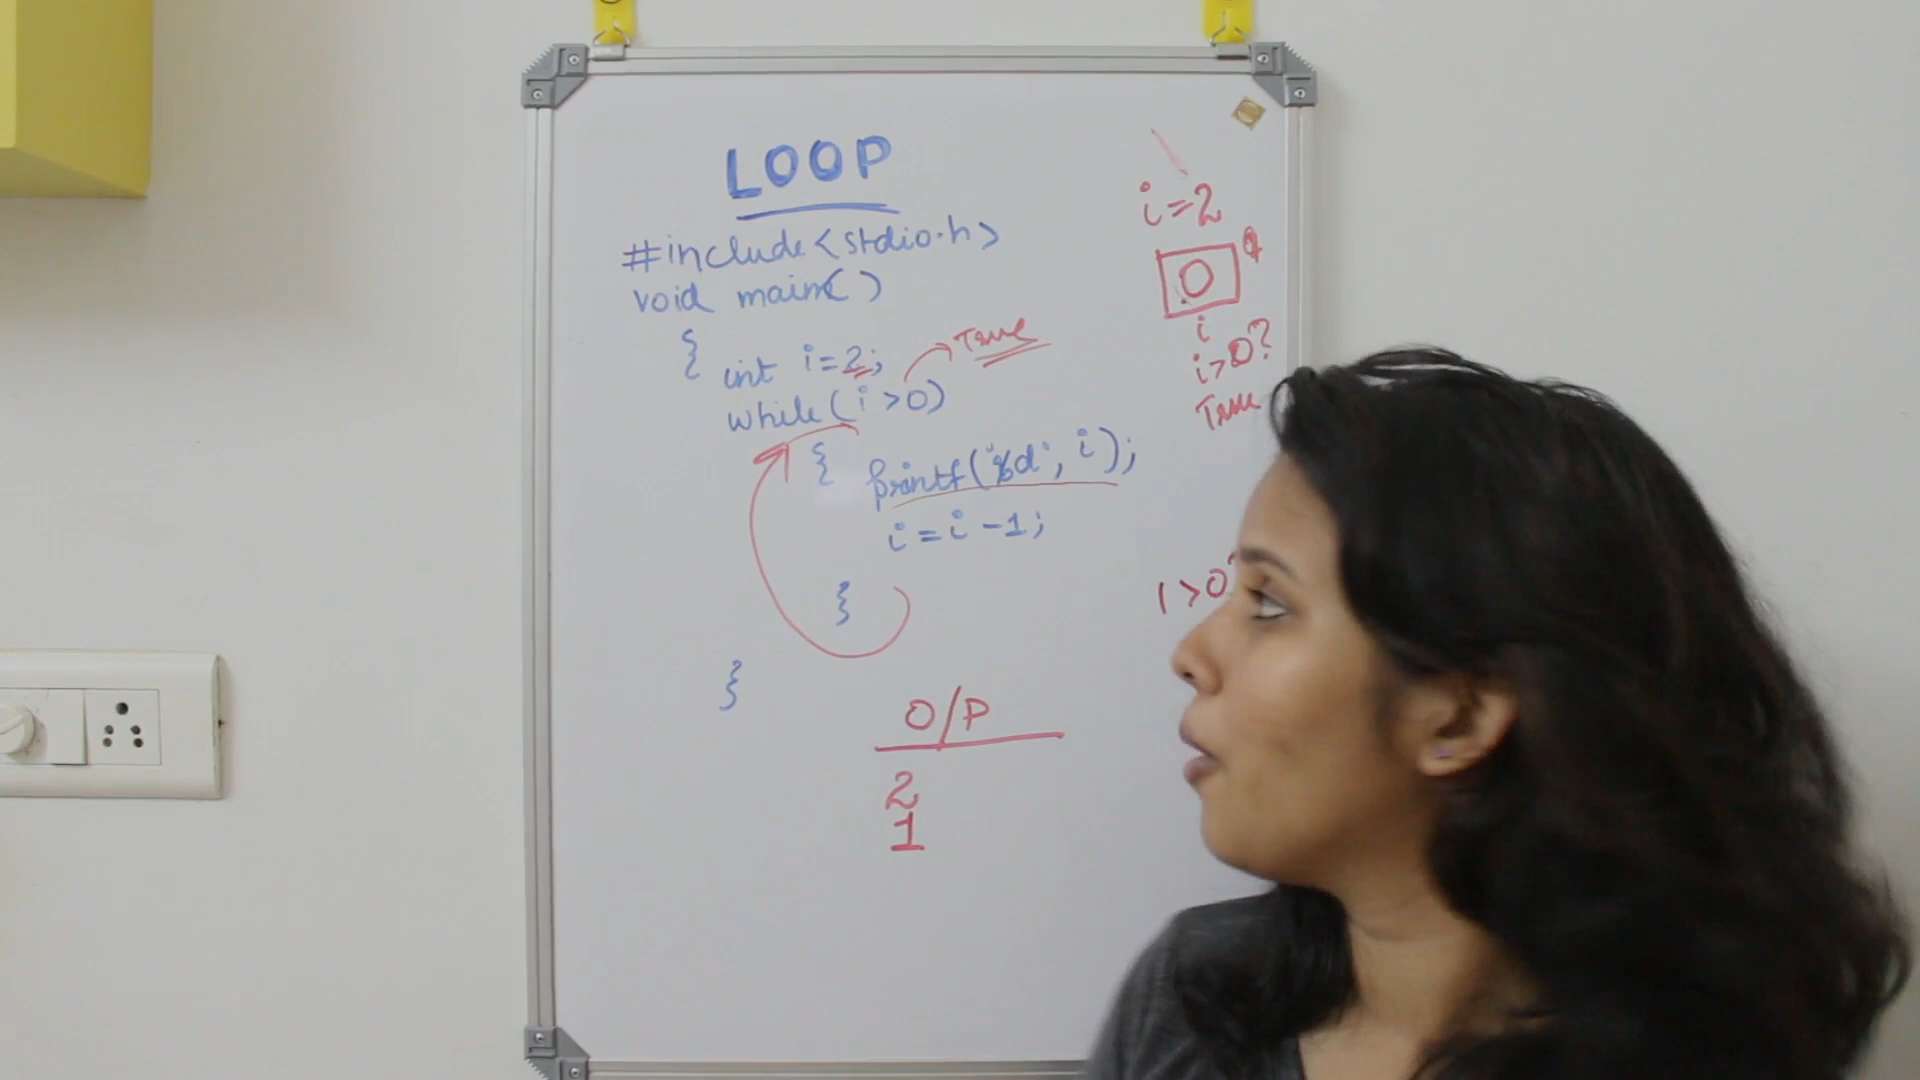 LOOP
#include<stdio.h>
void main()
{
int i=2;
while(i>0)
{
printf("%d", i);
i=i-1;
}
}
True
O/P
2
1
i=2
0
i
i>0?
True
1>0